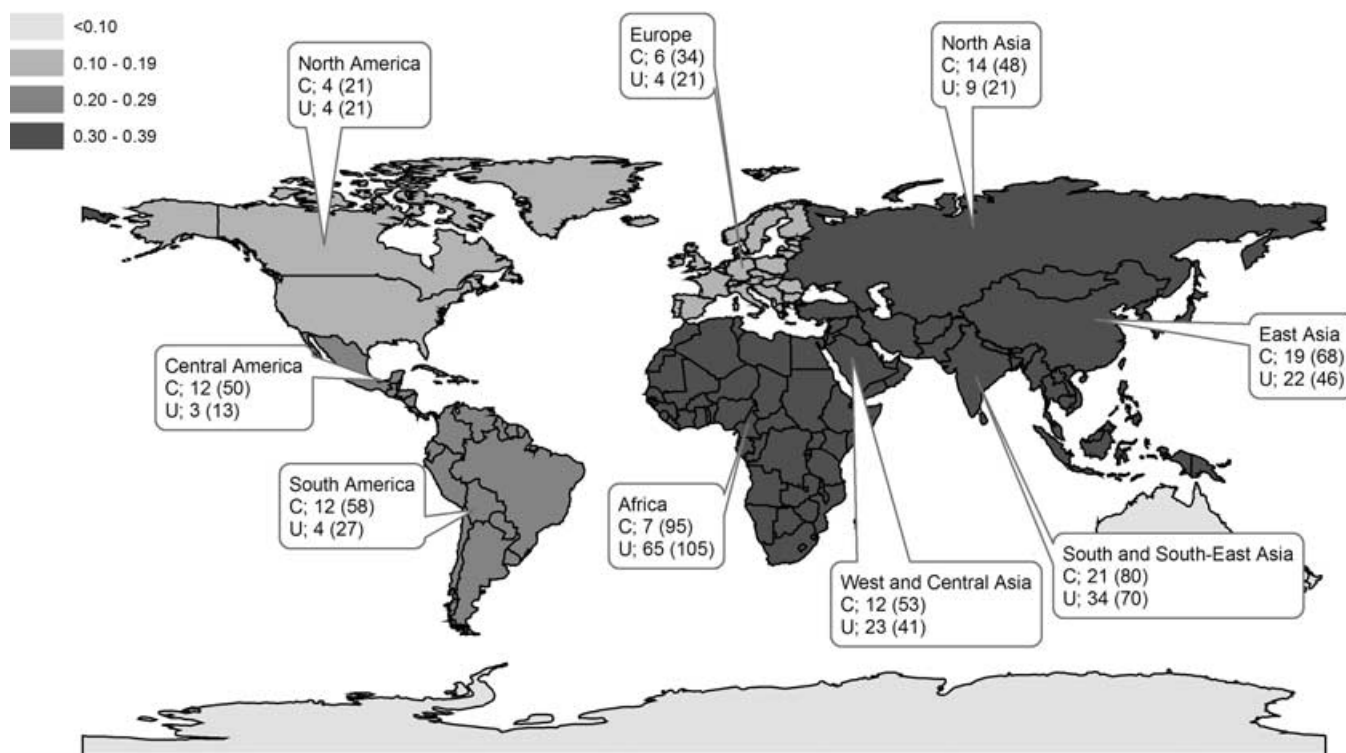 <0.10
0.10 - 0.19
0.20 - 0.29
0.30 - 0.39
North America
C; 4 (21)
U; 4 (21)
Europe
C; 6 (34)
U; 4 (21)
North Asia
C; 14 (48)
U; 9 (21)
East Asia
C; 19 (68)
U; 22 (46)
Central America
C; 12 (50)
U; 3 (13)
South America
C; 12 (58)
U; 4 (27)
Africa
C; 7 (95)
U; 65 (105)
West and Central Asia
C; 12 (53)
U; 23 (41)
South and South-East Asia
C; 21 (80)
U; 34 (70)